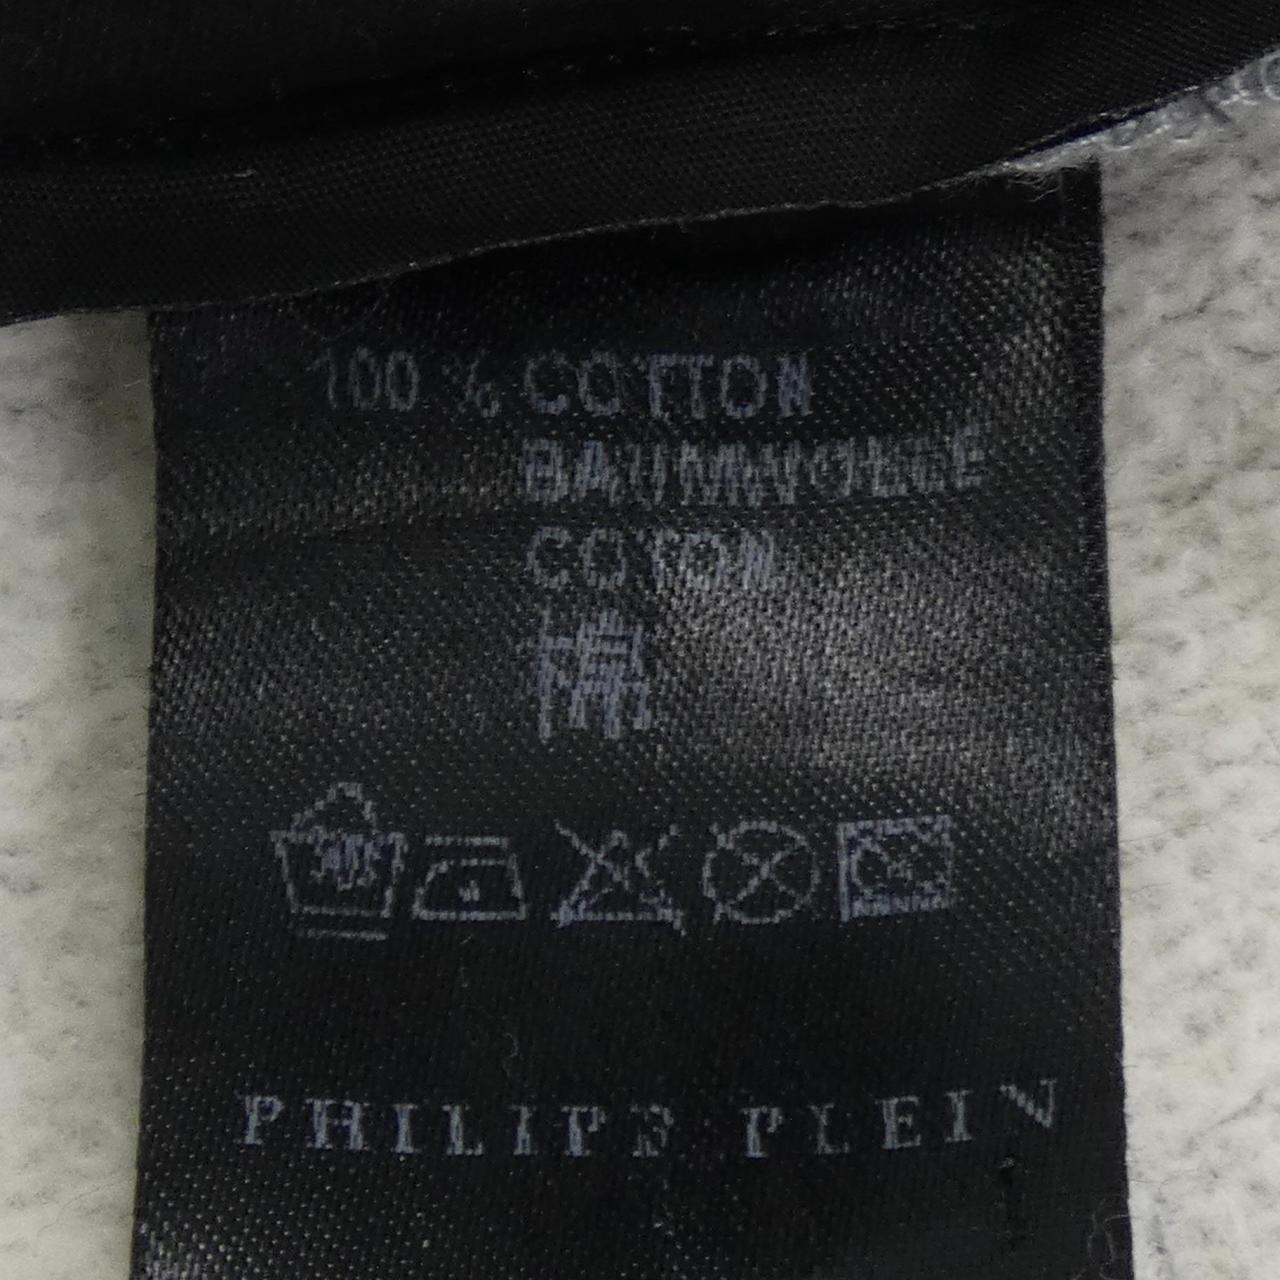 100 % COTTON
BAUMWOLLE
COTON
棉
PHILIPP PLEIN